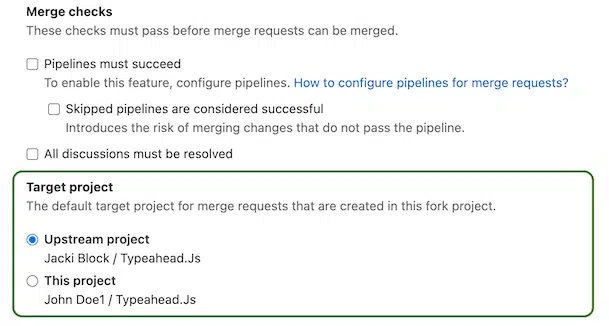 Merge checks
These checks must pass before merge requests can be merged.
Pipelines must succeed
To enable this feature, configure pipelines. How to configure pipelines for merge requests?
Skipped pipelines are considered successful
Introduces the risk of merging changes that do not pass the pipeline.
All discussions must be resolved
Target project
The default target project for merge requests that are created in this fork project.
Upstream project
Jacki Block / Typeahead.Js
This project
John Doe1 / Typeahead.Js